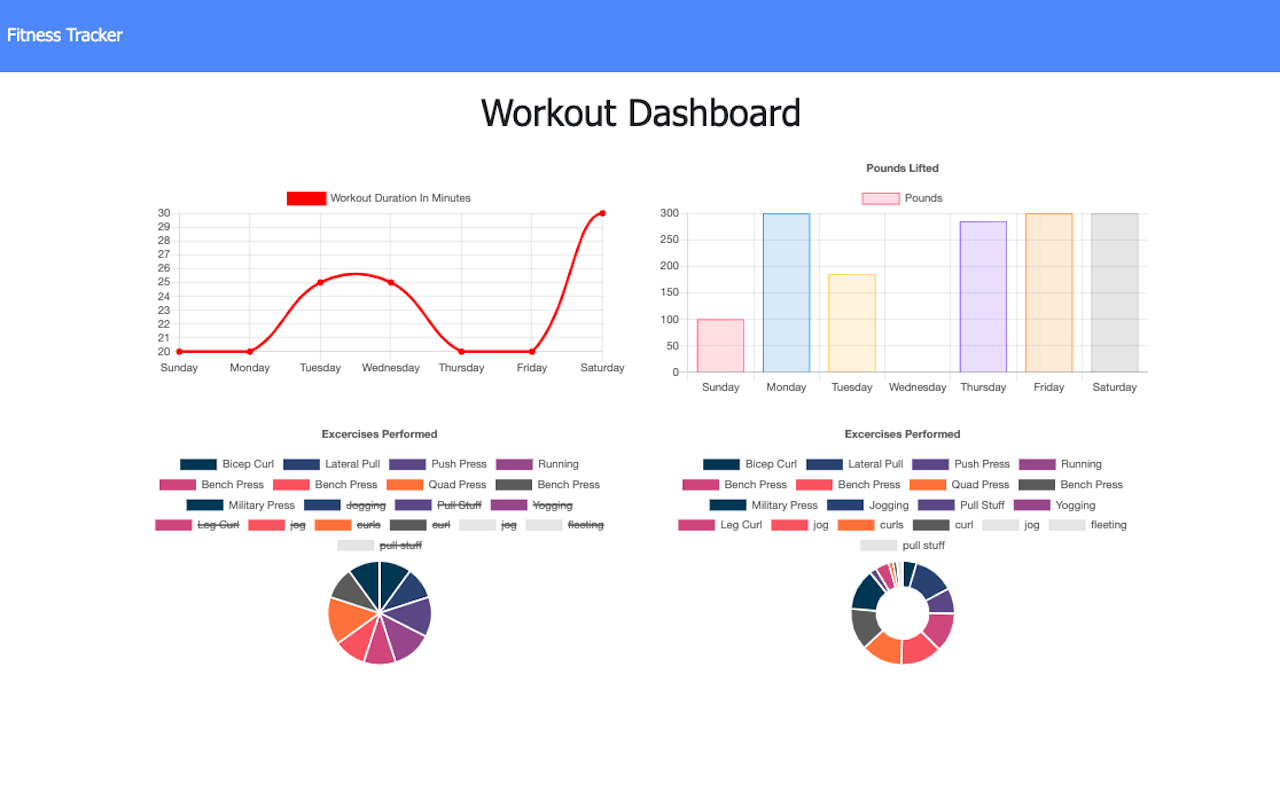 Fitness Tracker
Workout Dashboard
Workout Duration In Minutes
30
29
28
27
26
25
24
23
22
21
20
Sunday Monday Tuesday Wednesday Thursday Friday Saturday
Pounds Lifted
Pounds
300
250
200
150
100
50
0
Sunday Monday Tuesday Wednesday Thursday Friday Saturday
Excercises Performed
Bicep Curl Lateral Pull Push Press Running
Bench Press Bench Press Quad Press Bench Press
Military Press Jogging Pull Stuff Yogging
Leg Curl jog curls curl jog fleeting
pull stuff
Excercises Performed
Bicep Curl Lateral Pull Push Press Running
Bench Press Bench Press Quad Press Bench Press
Military Press Jogging Pull Stuff Yogging
Leg Curl jog curls curl jog fleeting
pull stuff